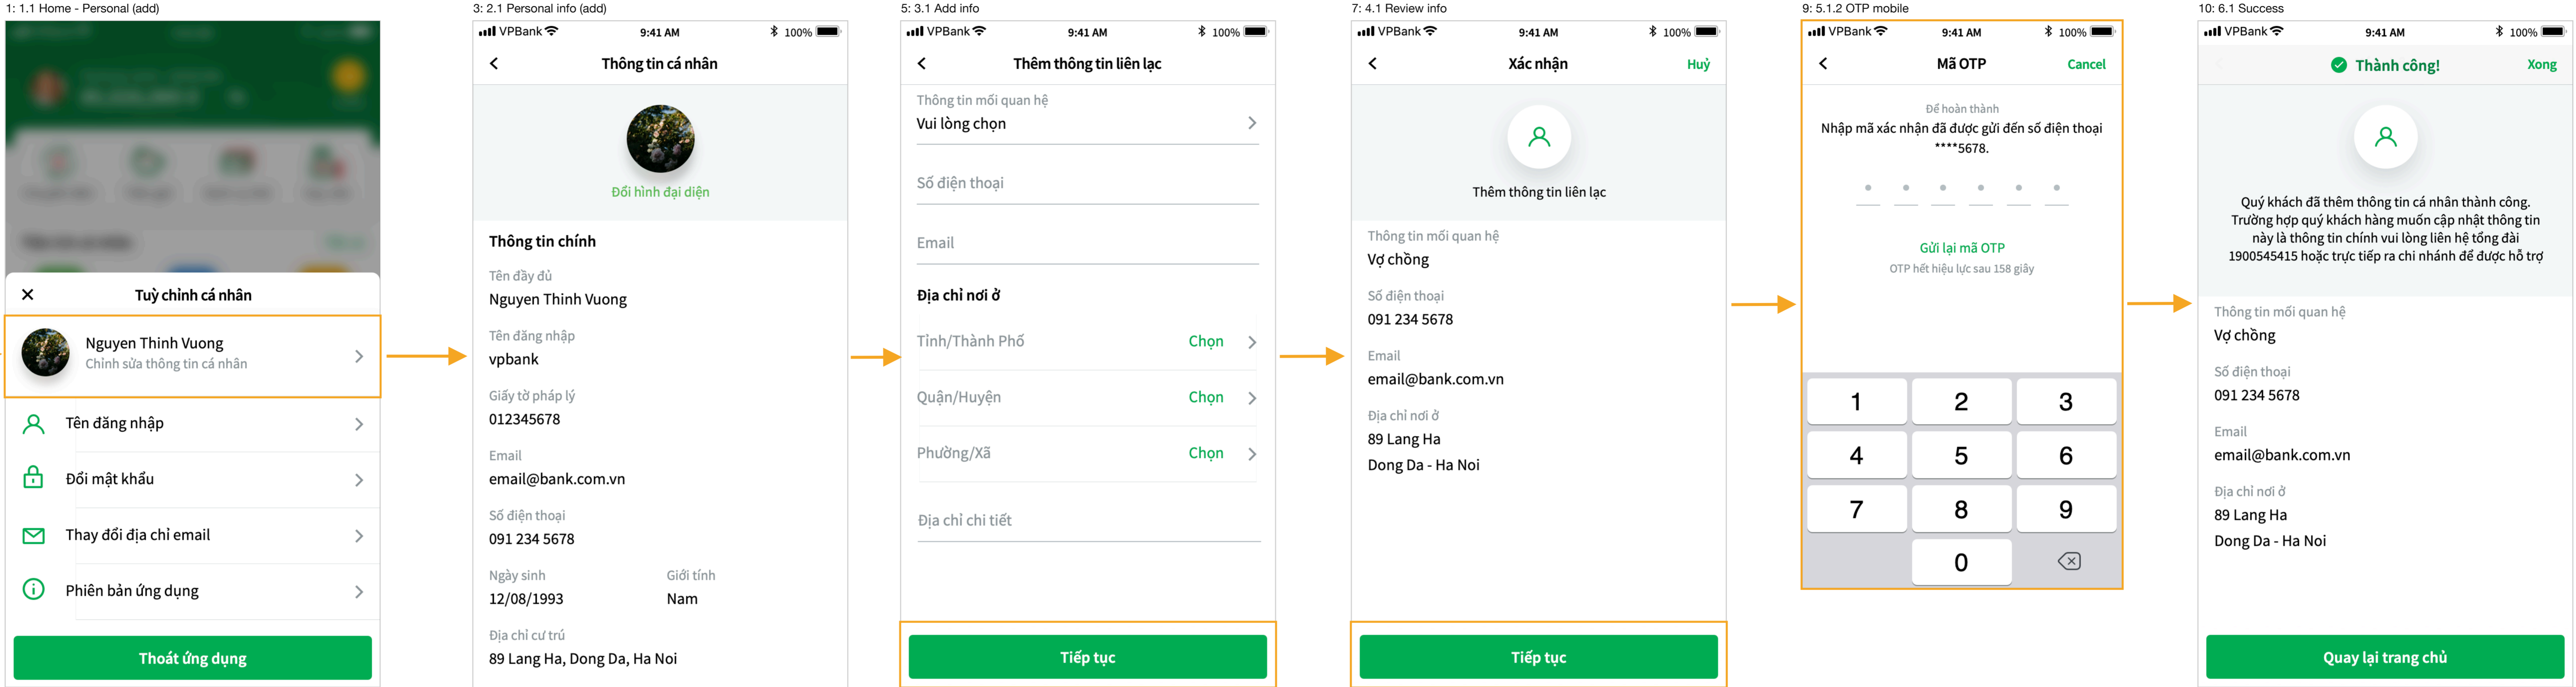 1: 1.1 Home - Personal (add)
Tuỳ chỉnh cá nhân
Nguyen Thinh Vuong
Chỉnh sửa thông tin cá nhân
Tên đăng nhập
Đổi mật khẩu
Thay đổi địa chỉ email
Phiên bản ứng dụng
Thoát ứng dụng
3: 2.1 Personal info (add)
VPBank 9:41 AM 100%
Thông tin cá nhân
Đổi hình đại diện
Thông tin chính
Tên đầy đủ
Nguyen Thinh Vuong
Tên đăng nhập
vpbank
Giấy tờ pháp lý
012345678
Email
email@bank.com.vn
Số điện thoại
091 234 5678
Ngày sinh Giới tính
12/08/1993 Nam
Địa chỉ cư trú
89 Lang Ha, Dong Da, Ha Noi
5: 3.1 Add info
VPBank 9:41 AM 100%
Thêm thông tin liên lạc
Thông tin mối quan hệ
Vui lòng chọn
Số điện thoại
Email
Địa chỉ nơi ở
Tỉnh/Thành Phố Chọn
Quận/Huyện Chọn
Phường/Xã Chọn
Địa chỉ chi tiết
Tiếp tục
7: 4.1 Review info
VPBank 9:41 AM 100%
Xác nhận Huỷ
Thêm thông tin liên lạc
Thông tin mối quan hệ
Vợ chồng
Số điện thoại
091 234 5678
Email
email@bank.com.vn
Địa chỉ nơi ở
89 Lang Ha
Dong Da - Ha Noi
Tiếp tục
9: 5.1.2 OTP mobile
VPBank 9:41 AM 100%
Mã OTP Cancel
Để hoàn thành
Nhập mã xác nhận đã được gửi đến số điện thoại
****5678.
Gửi lại mã OTP
OTP hết hiệu lực sau 158 giây
1 2 3
4 5 6
7 8 9
0
10: 6.1 Success
VPBank 9:41 AM 100%
Thành công! Xong
Quý khách đã thêm thông tin cá nhân thành công.
Trường hợp quý khách hàng muốn cập nhật thông tin
này là thông tin chính vui lòng liên hệ tổng đài
1900545415 hoặc trực tiếp ra chi nhánh để được hỗ trợ
Thông tin mối quan hệ
Vợ chồng
Số điện thoại
091 234 5678
Email
email@bank.com.vn
Địa chỉ nơi ở
89 Lang Ha
Dong Da - Ha Noi
Quay lại trang chủ